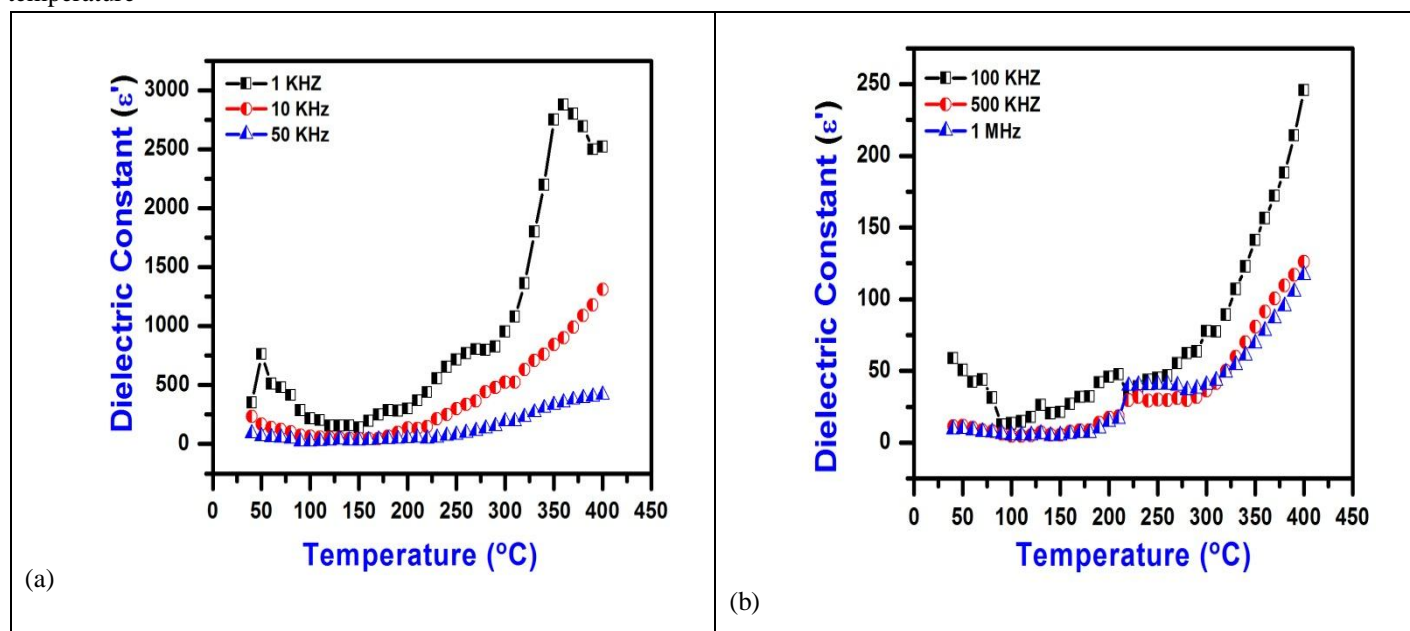 temperature
1 KHZ
10 KHz
50 KHz
Dielectric Constant (ε')
3000
2500
2000
1500
1000
500
0
0 50 100 150 200 250 300 350 400 450
Temperature (ºC)
(a)
100 KHZ
500 KHZ
1 MHz
Dielectric Constant (ε')
250
200
150
100
50
0
0 50 100 150 200 250 300 350 400 450
Temperature (ºC)
(b)